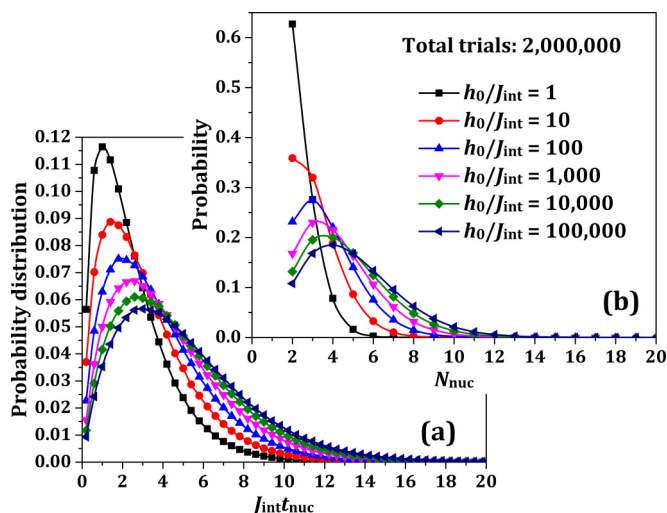 0.6
0.5
0.4
0.3
0.2
0.1
0.0
Probability
Total trials: 2,000,000
h₀/Jint = 1
h₀/Jint = 10
h₀/Jint = 100
h₀/Jint = 1,000
h₀/Jint = 10,000
h₀/Jint = 100,000
(b)
0 2 4 6 8 10 12 14 16 18 20
Nnuc
0.12
0.11
0.10
0.09
0.08
0.07
0.06
0.05
0.04
0.03
0.02
0.01
0.00
Probability distribution
(a)
0 2 4 6 8 10 12 14 16 18 20
Jinttnuc